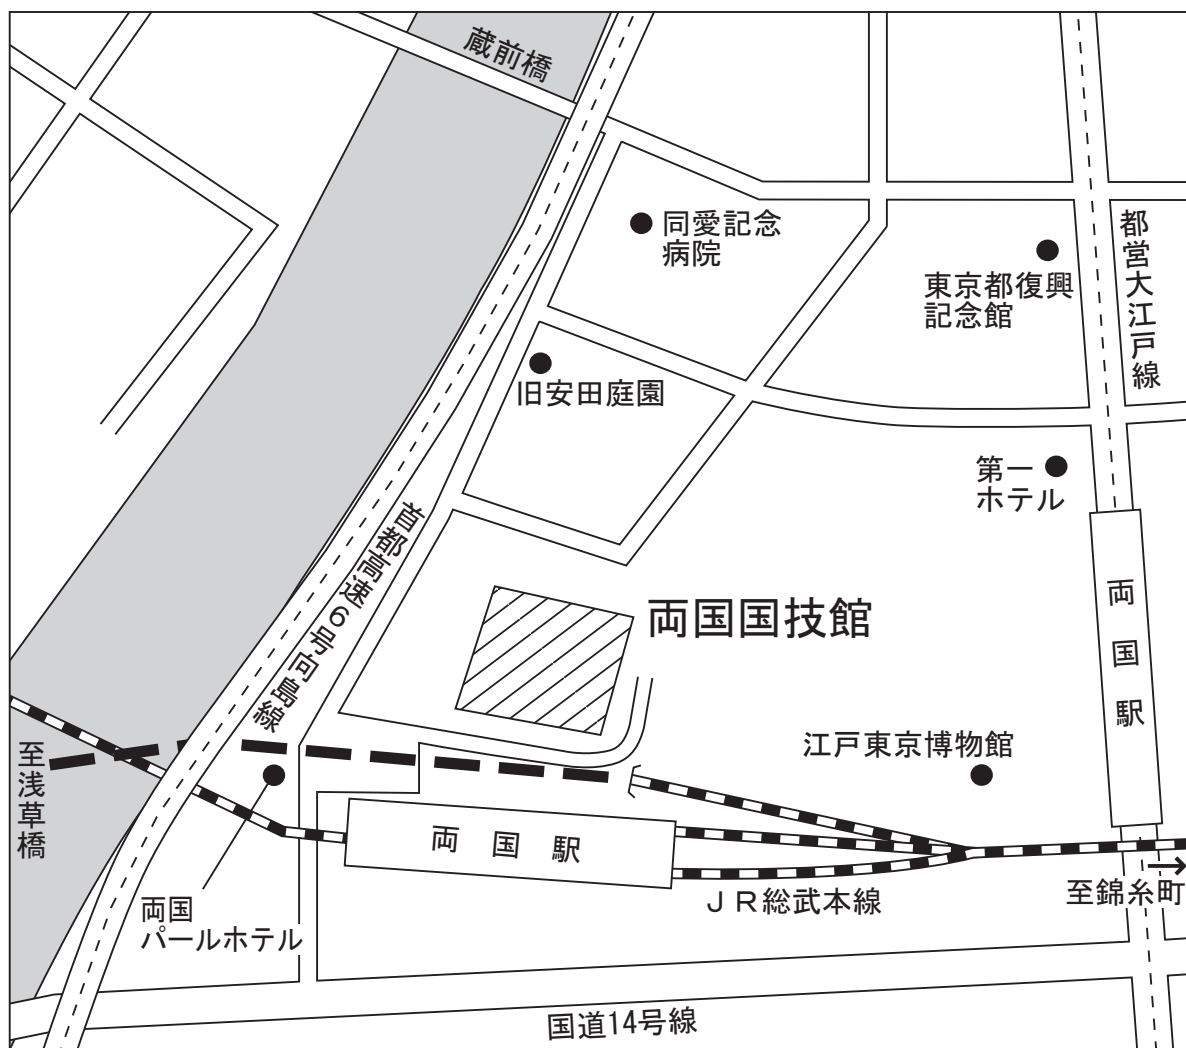 蔵前橋
同愛記念
病院
都営大江戸線
東京都復興
記念館
旧安田庭園
第一
ホテル
首都高速６号向島線
両国国技館
両国駅
江戸東京博物館
至浅草橋
両国駅
至錦糸町
ＪＲ総武本線
両国
パールホテル
国道14号線